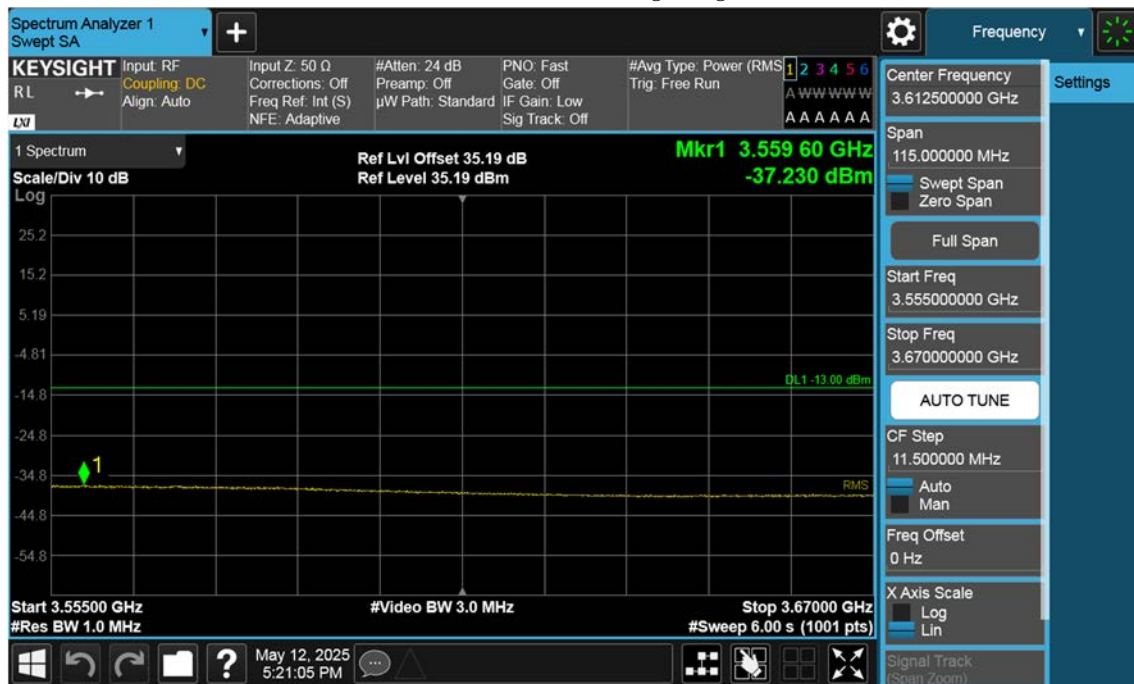 Spectrum Analyzer 1
Swept SA
+
Frequency
KEYSIGHT
RL
LXI
Input: RF
Coupling: DC
Align: Auto
Input Z: 50 Ω
Corrections: Off
Freq Ref: Int (S)
NFE: Adaptive
#Atten: 24 dB
Preamp: Off
µW Path: Standard
PNO: Fast
Gate: Off
IF Gain: Low
Sig Track: Off
#Avg Type: Power (RMS
Trig: Free Run
1 2 3 4 5 6
A W W W W W
A A A A A A
1 Spectrum
Scale/Div 10 dB
Ref Lvl Offset 35.19 dB
Ref Level 35.19 dBm
Mkr1 3.559 60 GHz
-37.230 dBm
Log
25.2
15.2
5.19
-4.81
DL1 -13.00 dBm
-14.8
-24.8
1
-34.8
RMS
-44.8
-54.8
Start 3.55500 GHz
#Video BW 3.0 MHz
Stop 3.67000 GHz
#Res BW 1.0 MHz
#Sweep 6.00 s (1001 pts)
Center Frequency
3.612500000 GHz
Settings
Span
115.000000 MHz
Swept Span
Zero Span
Full Span
Start Freq
3.555000000 GHz
Stop Freq
3.670000000 GHz
AUTO TUNE
CF Step
11.500000 MHz
Auto
Man
Freq Offset
0 Hz
X Axis Scale
Log
Lin
Signal Track
(Span Zoom)
?
May 12, 2025
5:21:05 PM